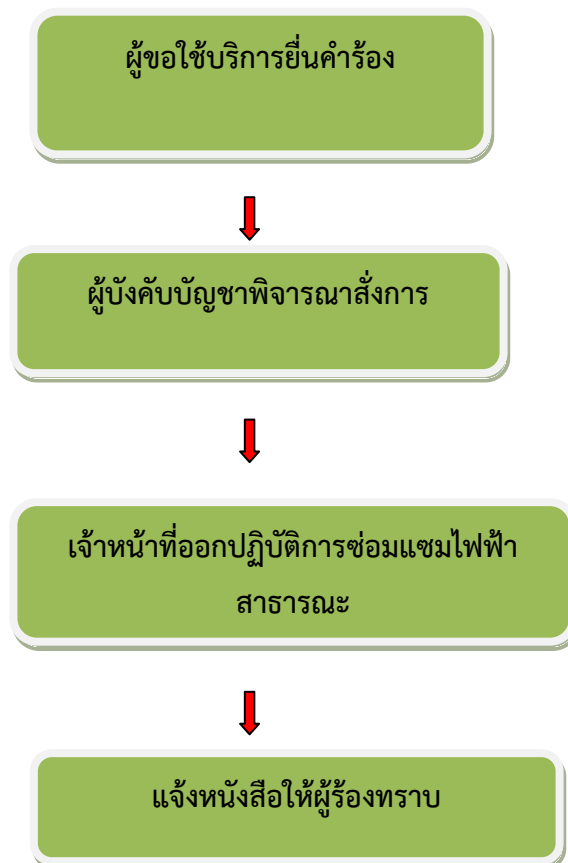 ผู้ขอใช้บริการยื่นคำร้อง
ผู้บังคับบัญชาพิจารณาสั่งการ
เจ้าหน้าที่ออกปฏิบัติการซ่อมแซมไฟฟ้า
สาธารณะ
แจ้งหนังสือให้ผู้ร้องทราบ